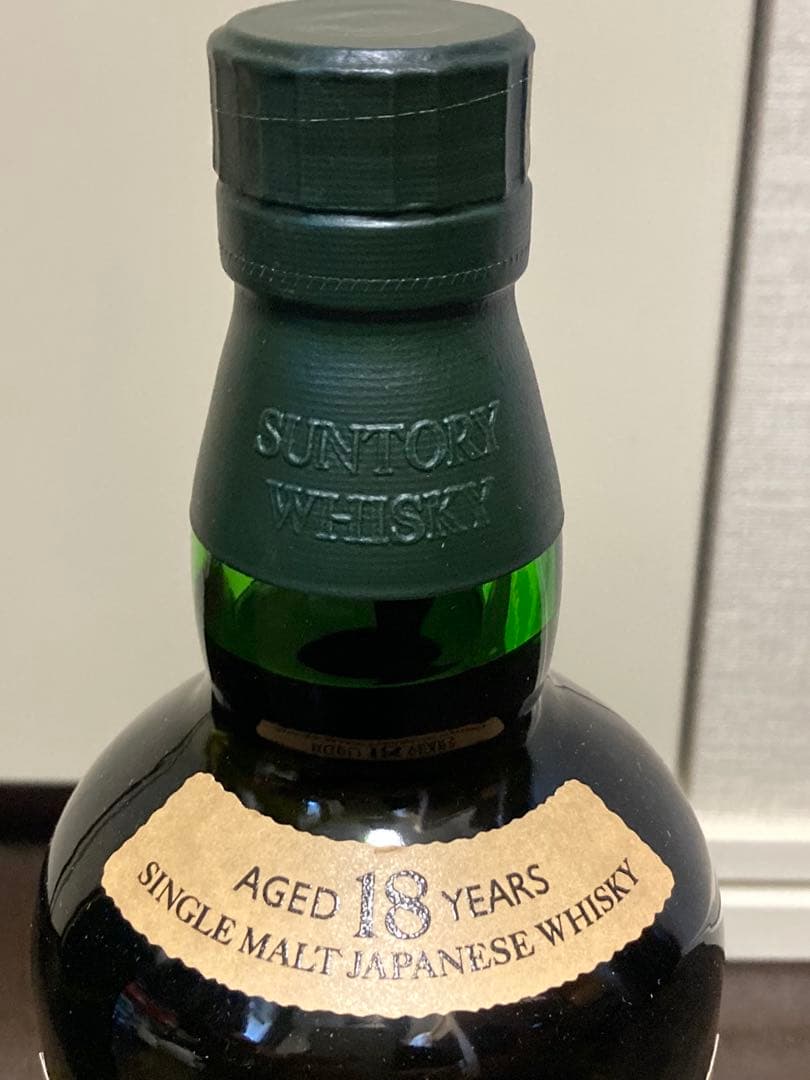 SUNTORY
WHISKY
AGED 18 YEARS
SINGLE MALT JAPANESE WHISKY